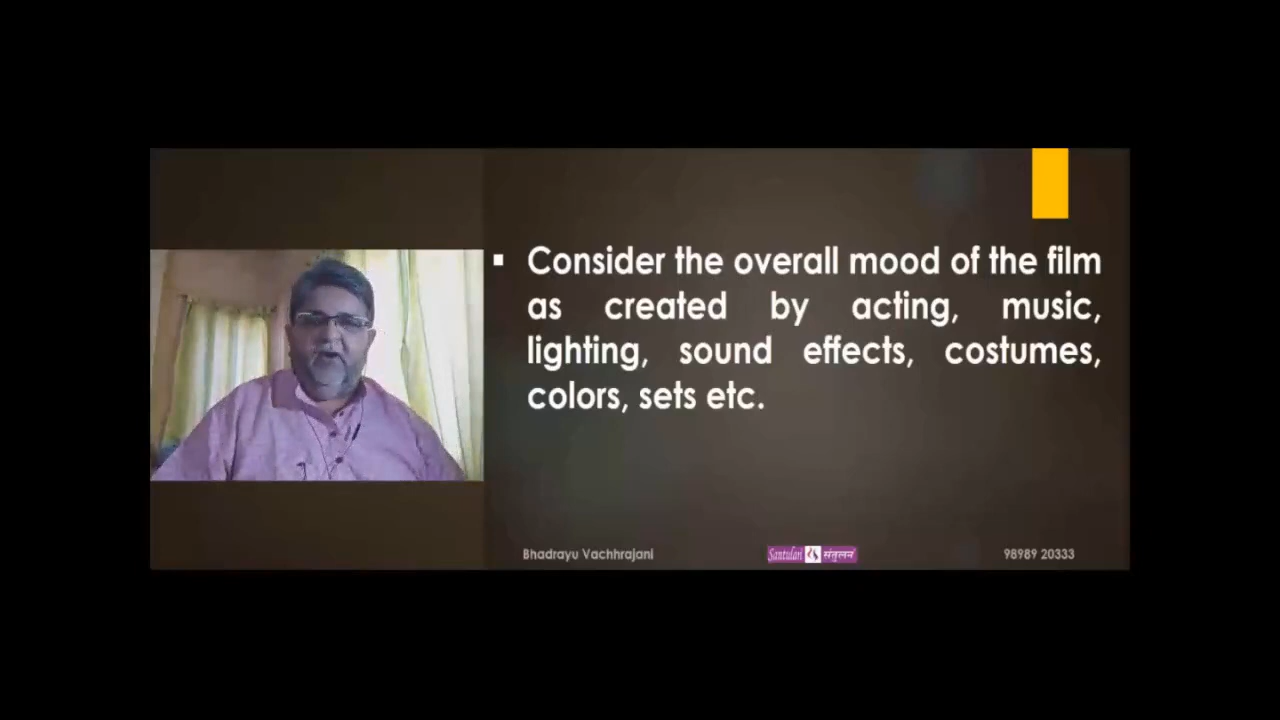 ▪ Consider the overall mood of the film
as created by acting, music,
lighting, sound effects, costumes,
colors, sets etc.
Bhadrayu Vachhrajani
Santulan संतुलन
98989 20333